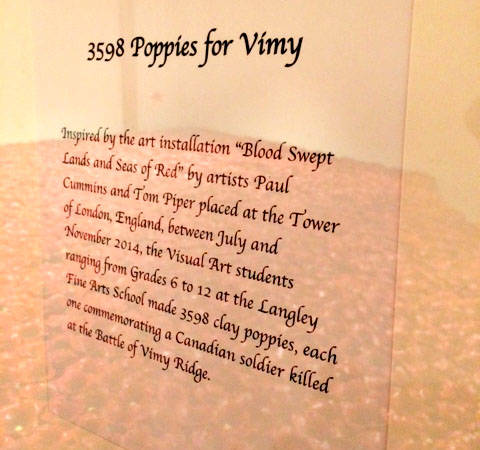 3598 Poppies for Vimy
Inspired by the art installation “Blood Swept
Lands and Seas of Red” by artists Paul
Cummins and Tom Piper placed at the Tower
of London, England, between July and
November 2014, the Visual Art students
ranging from Grades 6 to 12 at the Langley
Fine Arts School made 3598 clay poppies, each
one commemorating a Canadian soldier killed
at the Battle of Vimy Ridge.